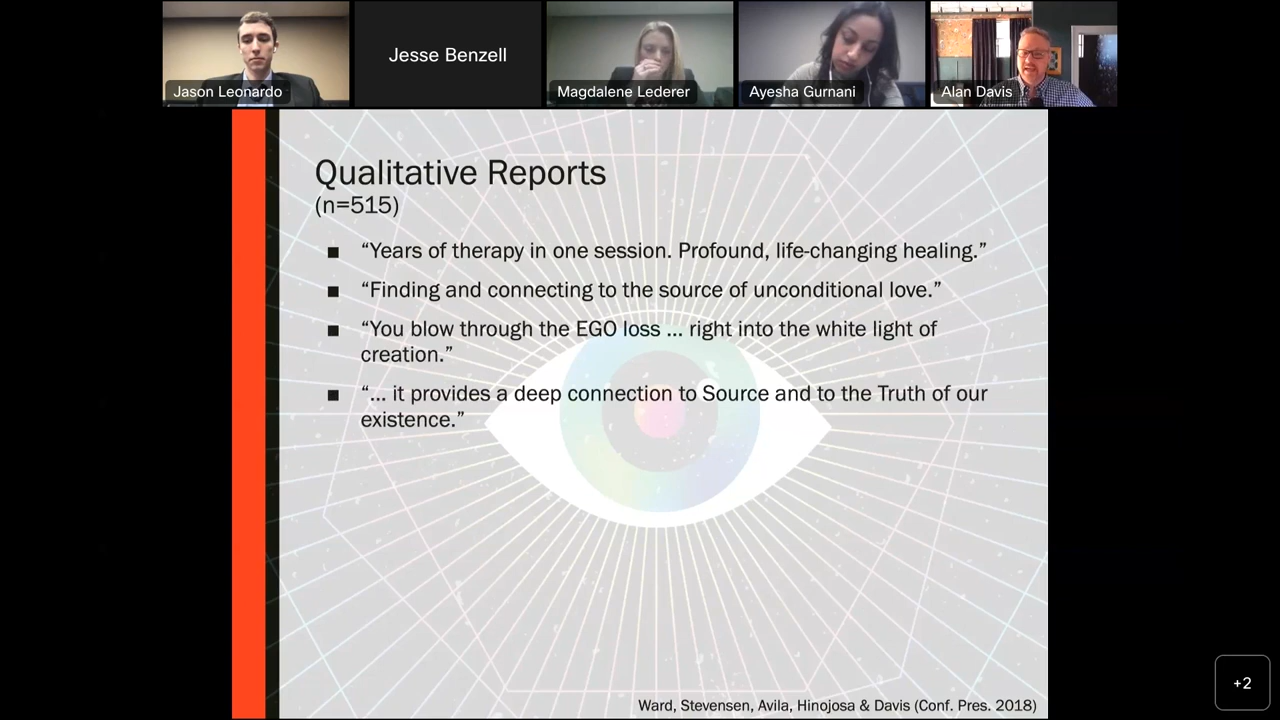 Jason Leonardo
Jesse Benzell
Magdalene Lederer
Ayesha Gurnani
Alan Davis
Qualitative Reports
(n=515)
■ “Years of therapy in one session. Profound, life-changing healing.”
■ “Finding and connecting to the source of unconditional love.”
■ “You blow through the EGO loss ... right into the white light of
creation.”
■ “... it provides a deep connection to Source and to the Truth of our
existence.”
Ward, Stevensen, Avila, Hinojosa & Davis (Conf. Pres. 2018)
+2